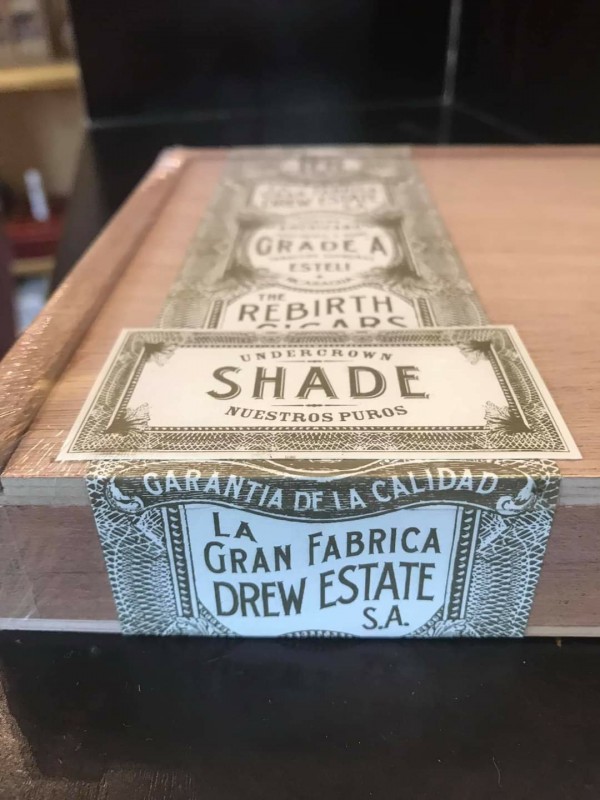 DREW ESTATE
GRADE A
ESTELI
THE
REBIRTH
CIGARS
UNDERCROWN
SHADE
NUESTROS PUROS
GARANTIA DE LA CALIDAD
LA
GRAN FABRICA
DREW ESTATE
S.A.